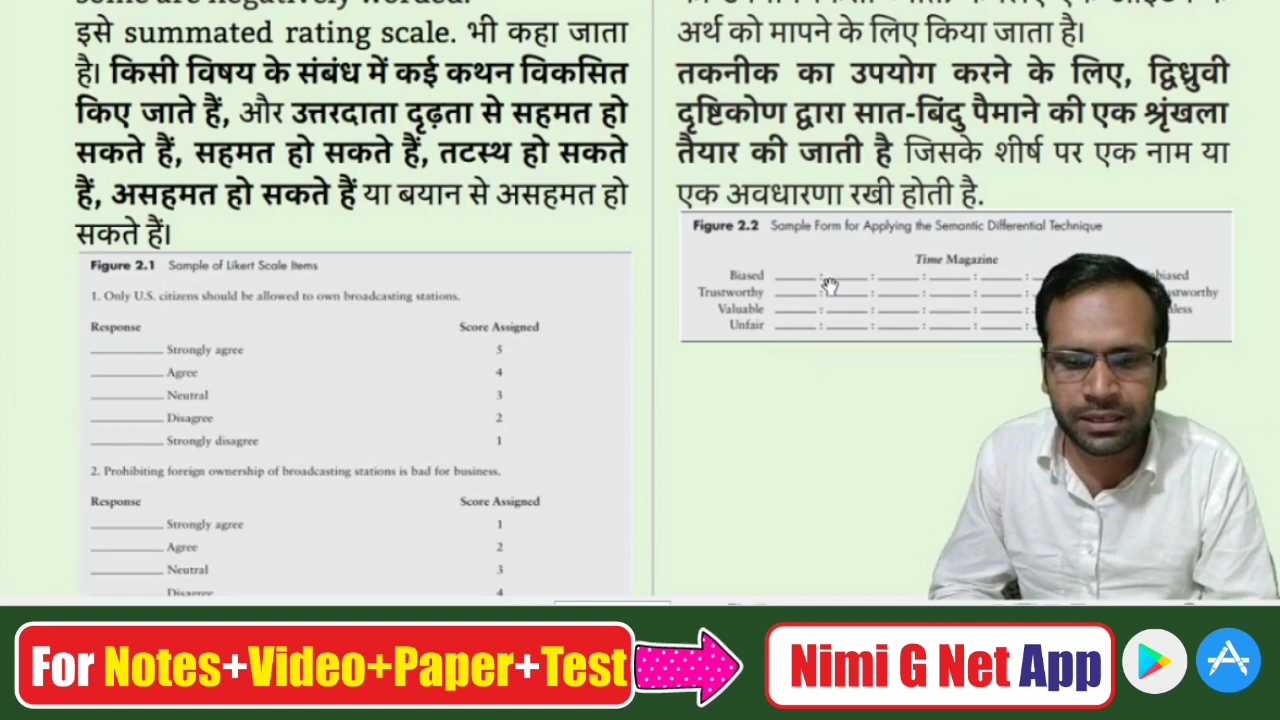 some are negatively worded.
इसे summated rating scale. भी कहा जाता
है। किसी विषय के संबंध में कई कथन विकसित
किए जाते हैं, और उत्तरदाता दृढ़ता से सहमत हो
सकते हैं, सहमत हो सकते हैं, तटस्थ हो सकते
हैं, असहमत हो सकते हैं या बयान से असहमत हो
सकते हैं।
Figure 2.1 Sample of Likert Scale Items
1. Only U.S. citizens should be allowed to own broadcasting stations.
Response Score Assigned
Strongly agree 5
Agree 4
Neutral 3
Disagree 2
Strongly disagree 1
2. Prohibiting foreign ownership of broadcasting stations is bad for business.
Response Score Assigned
Strongly agree 1
Agree 2
Neutral 3
Disagree 4
अर्थ को मापने के लिए किया जाता है।
तकनीक का उपयोग करने के लिए, द्विध्रुवी
दृष्टिकोण द्वारा सात-बिंदु पैमाने की एक श्रृंखला
तैयार की जाती है जिसके शीर्ष पर एक नाम या
एक अवधारणा रखी होती है.
Figure 2.2 Sample Form for Applying the Semantic Differential Technique
Time Magazine
Biased
Trustworthy
Valuable
Unfair
For Notes+Video+Paper+Test
Nimi G Net App